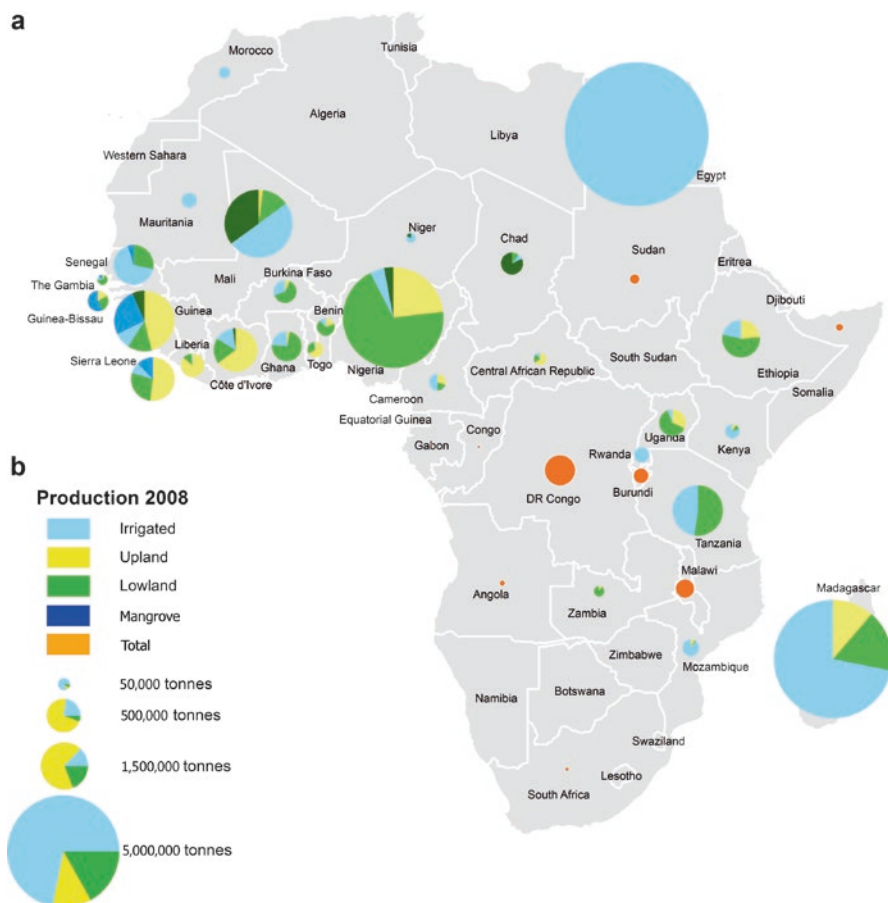 a
Morocco
Tunisia
Algeria
Libya
Western Sahara
Egypt
Mauritania
Niger
Chad
Sudan
Senegal
Eritrea
Mali
Burkina Faso
The Gambia
Djibouti
Guinea-Bissau
Guinea
Benin
Liberia
South Sudan
Sierra Leone
Ghana
Togo
Central African Republic
Ethiopia
Côte d'Ivore
Nigeria
Somalia
Cameroon
Equatorial Guinea
Congo
Uganda
Gabon
Kenya
Rwanda
b
DR Congo
Burundi
Production 2008
Tanzania
Irrigated
Upland
Malawi
Lowland
Angola
Madagascar
Mangrove
Zambia
Total
Zimbabwe
Mozambique
50,000 tonnes
Namibia
Botswana
500,000 tonnes
Swaziland
1,500,000 tonnes
Lesotho
South Africa
5,000,000 tonnes